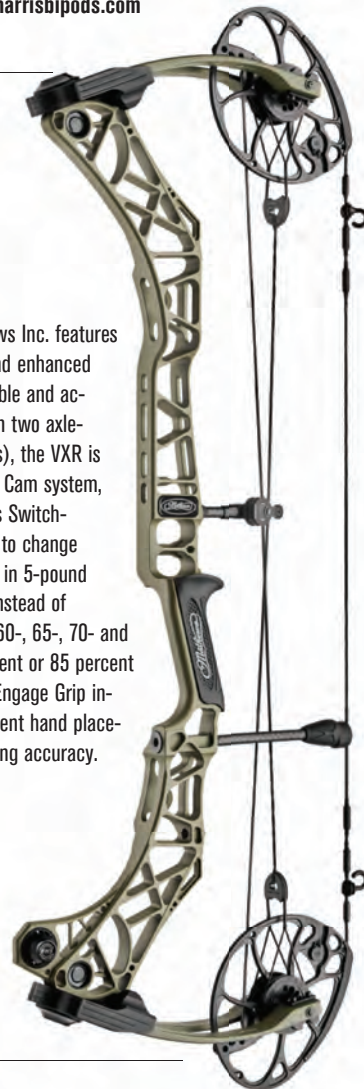 harrisbipods.com
ws Inc. features
nd enhanced
ble and ac-
n two axle-
s), the VXR is
Cam system,
s Switch-
to change
in 5-pound
nstead of
60-, 65-, 70- and
ent or 85 percent
Engage Grip in-
ent hand place-
ng accuracy.
Mathews
Mathews